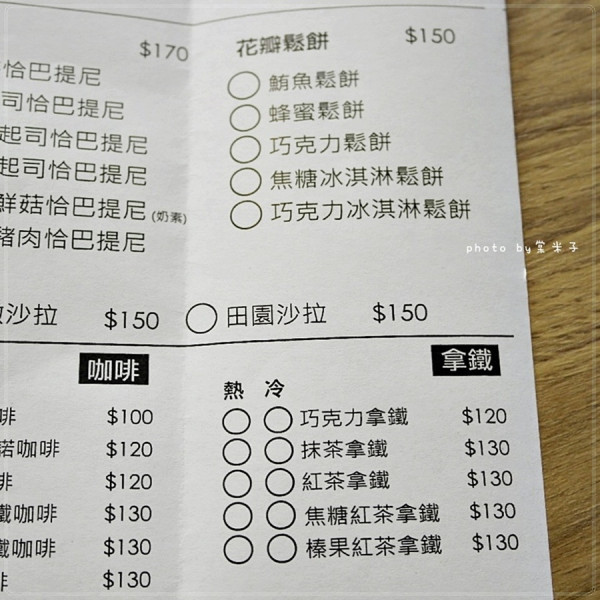 $170
恰巴提尼
司恰巴提尼
起司恰巴提尼
起司恰巴提尼
鮮菇恰巴提尼(奶素)
豬肉恰巴提尼
花瓣鬆餅 $150
鮪魚鬆餅
蜂蜜鬆餅
巧克力鬆餅
焦糖冰淇淋鬆餅
巧克力冰淇淋鬆餅
photo by棠米子
沙拉 $150
田園沙拉 $150
咖啡
啡 $100
諾咖啡 $120
啡 $120
鐵咖啡 $130
鐵咖啡 $130
啡 $130
拿鐵
熱 冷
巧克力拿鐵 $120
抹茶拿鐵 $130
紅茶拿鐵 $130
焦糖紅茶拿鐵 $130
榛果紅茶拿鐵 $130